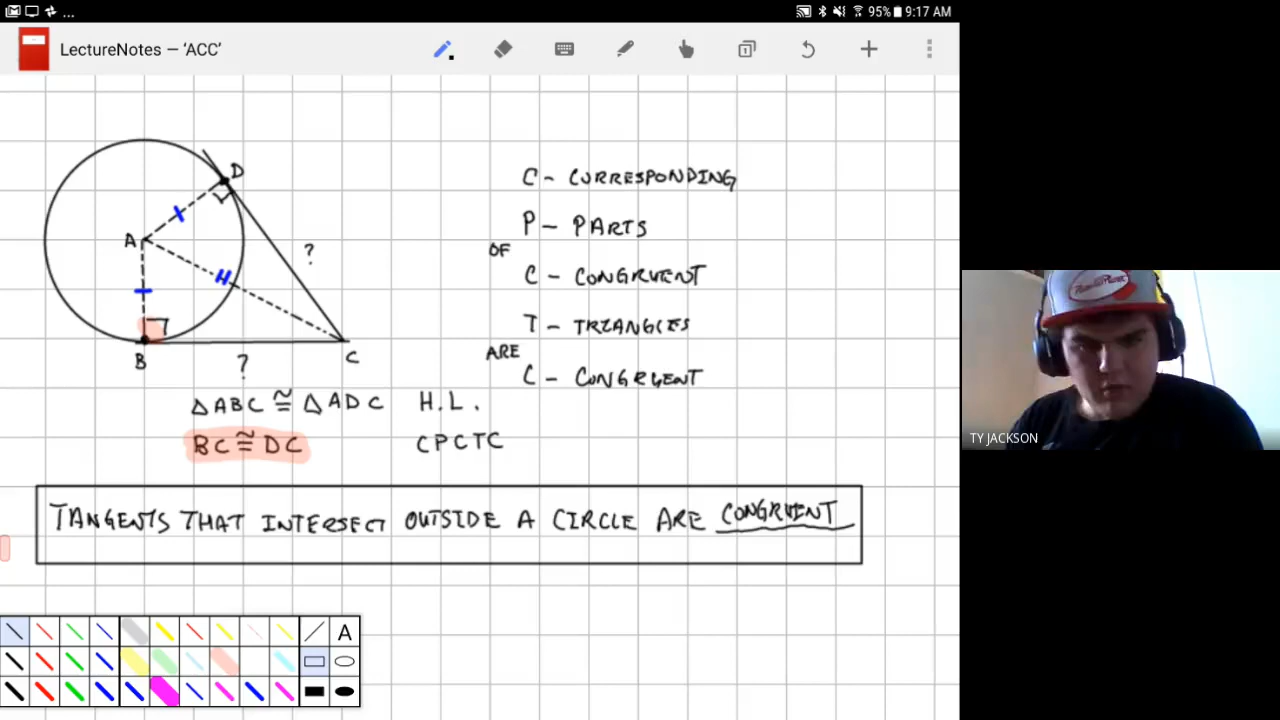 95% 9:17 AM
LectureNotes – ‘ACC’
1
D
C - CORRESPONDING
P - PARTS
A
?
OF
C - CONGRUENT
H
T - TRIANGLES
ARE
B
?
C
C - CONGRUENT
△ABC ≅ △ADC H.L.
BC ≅ DC CPCTC
TY JACKSON
TANGENTS THAT INTERSECT OUTSIDE A CIRCLE ARE CONGRUENT
A